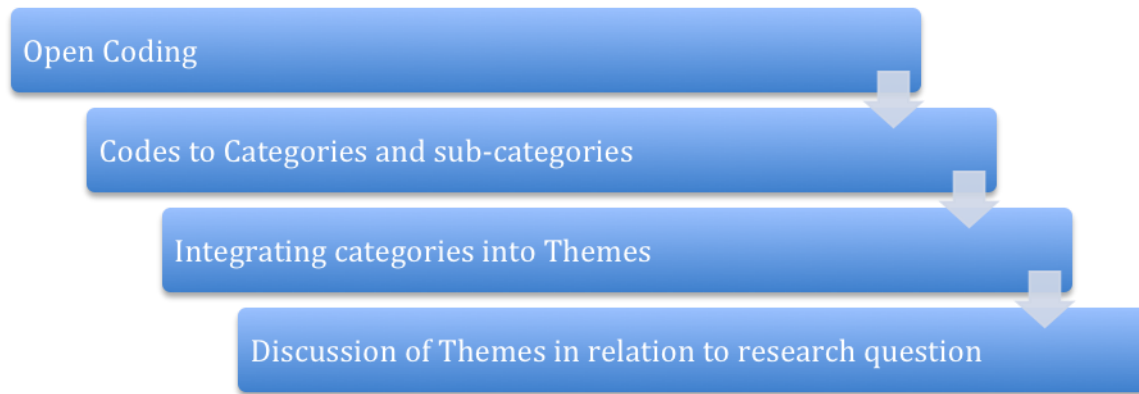 Open Coding
Codes to Categories and sub-categories
Integrating categories into Themes
Discussion of Themes in relation to research question